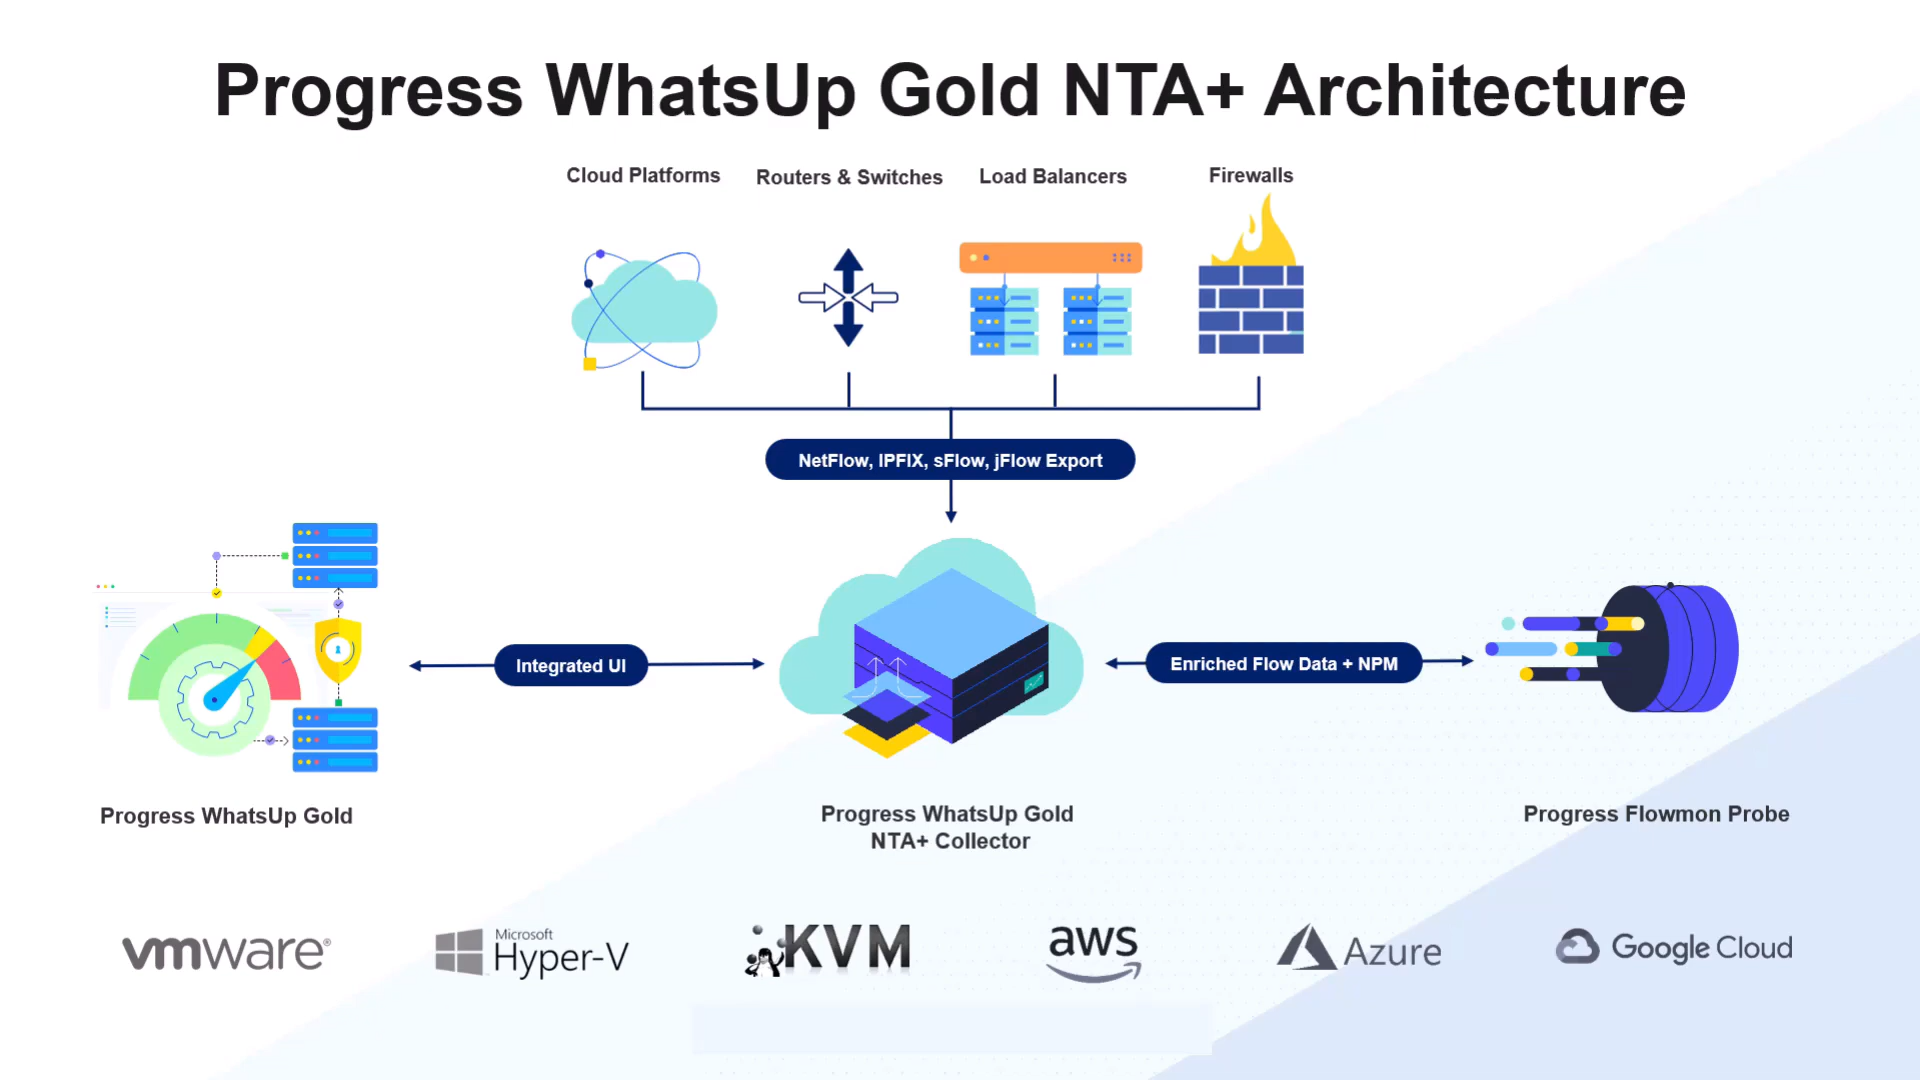 Progress WhatsUp Gold NTA+ Architecture
Cloud Platforms
Routers & Switches
Load Balancers
Firewalls
NetFlow, IPFIX, sFlow, jFlow Export
Integrated UI
Enriched Flow Data + NPM
Progress WhatsUp Gold
Progress WhatsUp Gold
NTA+ Collector
Progress Flowmon Probe
vmware®
Microsoft
Hyper-V
KVM
aws
Azure
Google Cloud